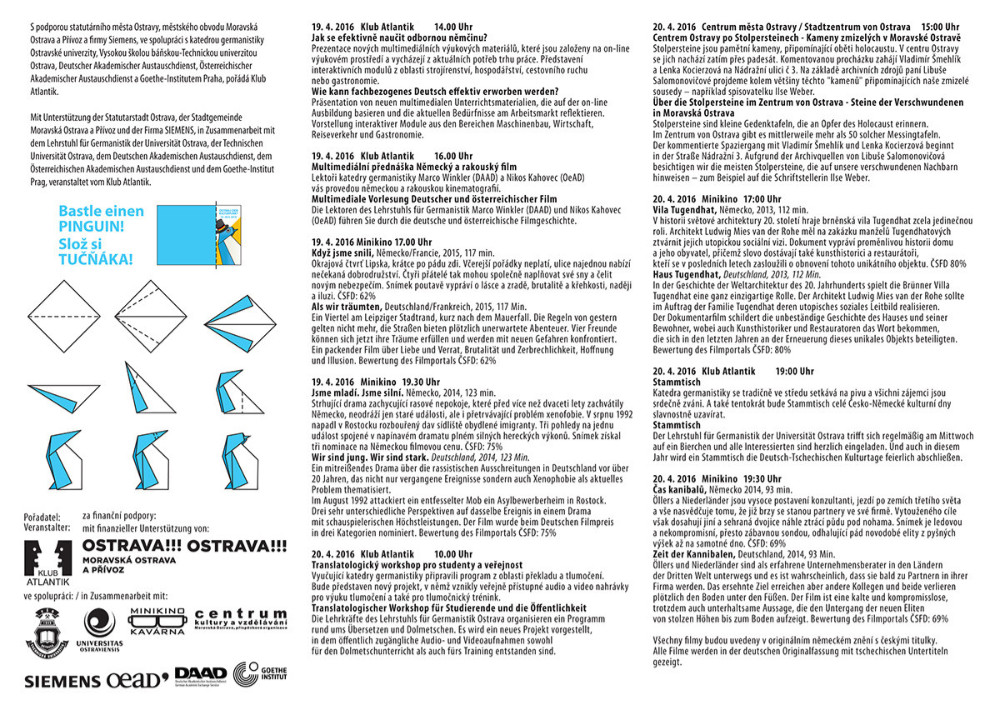 S podporou statutárního města Ostravy, městského obvodu Moravská
Ostrava a Přívoz a firmy Siemens, ve spolupráci s katedrou germanistiky
Ostravské univerzity, Vysokou školou báňskou-Technickou univerzitou
Ostrava, Deutscher Akademischer Austauschdienst, Österreichischer
Akademischer Austauschdienst a Goethe-Institutem Praha, pořádá Klub
Atlantik.
Mit Unterstützung der Statutarstadt Ostrava, der Stadtgemeinde
Moravská Ostrava a Přívoz und der Firma SIEMENS, in Zusammenarbeit mit
dem Lehrstuhl für Germanistik der Universität Ostrava, der Technischen
Universität Ostrava, dem Deutschen Akademischen Austauschdienst, dem
Österreichischen Akademischen Austauschdienst und dem Goethe-Institut
Prag, veranstaltet vom Klub Atlantik.
Bastle einen
PINGUIN!
Slož si
TUČŇÁKA!
Pořadatel:
Veranstalter:
za finanční podpory:
mit finanzieller Unterstützung von:
KLUB
ATLANTIK
OSTRAVA!!! OSTRAVA!!!
MORAVSKÁ OSTRAVA
A PŘÍVOZ
ve spolupráci: / in Zusammenarbeit mit:
UNIVERSITAS
OSTRAVIENSIS
MINIKINO
KAVÁRNA
centrum
kultury a vzdělávání
SIEMENS OeAD' DAAD
GOETHE
INSTITUT
19. 4. 2016 Klub Atlantik 14.00 Uhr
Jak se efektivně naučit odbornou němčinu?
Prezentace nových multimediálních výukových materiálů, které jsou založeny na on-line
výukovém prostředí a vycházejí z aktuálních potřeb trhu práce. Představení
interaktivních modulů z oblasti strojírenství, hospodářství, cestovního ruchu
nebo gastronomie.
Wie kann fachbezogenes Deutsch effektiv erworben werden?
Präsentation von neuen multimedialen Unterrichtsmaterialien, die auf der on-line
Ausbildung basieren und die aktuellen Bedürfnisse am Arbeitsmarkt reflektieren.
Vorstellung interaktiver Module aus den Bereichen Maschinenbau, Wirtschaft,
Reiseverkehr und Gastronomie.
19. 4. 2016 Klub Atlantik 16.00 Uhr
Multimediální přednáška Německý a rakouský film
Lektoři katedry germanistiky Marco Winkler (DAAD) a Nikos Kahovec (OeAD)
vás provedou německou a rakouskou kinematografií.
Multimediale Vorlesung Deutscher und österreichischer Film
Die Lektoren des Lehrstuhls für Germanistik Marco Winkler (DAAD) und Nikos Kahovec
(OeAD) führen Sie durch die deutsche und österreichische Filmgeschichte.
19. 4. 2016 Minikino 17.00 Uhr
Když jsme snili, Německo/Francie, 2015, 117 min.
Okrajová čtvrť Lipska, krátce po pádu zdi. Včerejší pořádky neplatí, ulice najednou nabízí
nečekaná dobrodružství. Čtyři přátelé tak mohou společně naplňovat své sny a čelit
novým nebezpečím. Snímek poutavě vypráví o lásce a zradě, brutalitě a křehkosti, naději
a iluzi. ČSFD: 62%
Als wir träumten, Deutschland/Frankreich, 2015, 117 Min.
Ein Viertel am Leipziger Stadtrand, kurz nach dem Mauerfall. Die Regeln von gestern
gelten nicht mehr, die Straßen bieten plötzlich unerwartete Abenteuer. Vier Freunde
können sich jetzt ihre Träume erfüllen und werden mit neuen Gefahren konfrontiert.
Ein packender Film über Liebe und Verrat, Brutalität und Zerbrechlichkeit, Hoffnung
und Illusion. Bewertung des Filmportals ČSFD: 62%
19. 4. 2016 Minikino 19.30 Uhr
Jsme mladí. Jsme silní. Německo, 2014, 123 min.
Strhující drama zachycující rasové nepokoje, které před více než dvaceti lety zachvátily
Německo, neodráží jen staré události, ale i přetrvávající problém xenofobie. V srpnu 1992
napadl v Rostocku rozbouřený dav sídliště obydlené imigranty. Tři pohledy na jednu
událost spojené v napínavém dramatu plném silných hereckých výkonů. Snímek získal
tři nominace na Německou filmovou cenu. ČSFD: 75%
Wir sind jung. Wir sind stark. Deutschland, 2014, 123 Min.
Ein mitreißendes Drama über die rassistischen Ausschreitungen in Deutschland vor über
20 Jahren, das nicht nur vergangene Ereignisse sondern auch Xenophobie als aktuelles
Problem thematisiert.
Im August 1992 attackiert ein entfesselter Mob ein Asylbewerberheim in Rostock.
Drei sehr unterschiedliche Perspektiven auf dasselbe Ereignis in einem Drama
mit schauspielerischen Höchstleistungen. Der Film wurde beim Deutschen Filmpreis
in drei Kategorien nominiert. Bewertung des Filmportals ČSFD: 75%
20. 4. 2016 Klub Atlantik 10.00 Uhr
Translatologický workshop pro studenty a veřejnost
Vyučující katedry germanistiky připravili program z oblasti překladu a tlumočení.
Bude představen nový projekt, v němž vznikly veřejně přístupné audio a video nahrávky
pro výuku tlumočení a také pro tlumočnický trénink.
Translatologischer Workshop für Studierende und die Öffentlichkeit
Die Lehrkräfte des Lehrstuhls für Germanistik Ostrava organisieren ein Programm
rund ums Übersetzen und Dolmetschen. Es wird ein neues Projekt vorgestellt,
in dem öffentlich zugängliche Audio- und Videoaufnahmen sowohl
für den Dolmetschunterricht als auch fürs Training entstanden sind.
20. 4. 2016 Centrum města Ostravy / Stadtzentrum von Ostrava 15:00 Uhr
Centrem Ostravy po Stolpersteinech - Kameny zmizelých v Moravské Ostravě
Stolpersteine jsou pamětní kameny, připomínající oběti holocaustu. V centru Ostravy
se jich nachází zatím přes padesát. Komentovanou procházku zahájí Vladimír Šmehlík
a Lenka Kocierzová na Nádražní ulici č 3. Na základě archivních zdrojů paní Libuše
Salomonovičové projdeme kolem většiny těchto "kamenů" připomínajících naše zmizelé
sousedy – například spisovatelku Ilse Weber.
Über die Stolpersteine im Zentrum von Ostrava - Steine der Verschwundenen
in Moravská Ostrava
Stolpersteine sind kleine Gedenktafeln, die an Opfer des Holocaust erinnern.
Im Zentrum von Ostrava gibt es mittlerweile mehr als 50 solcher Messingtafeln.
Der kommentierte Spaziergang mit Vladimír Šmehlík und Lenka Kocierzová beginnt
in der Straße Nádražní 3. Aufgrund der Archivquellen von Libuše Salomonovičová
besichtigen wir die meisten Stolpersteine, die auf unsere verschwundenen Nachbarn
hinweisen – zum Beispiel auf die Schriftstellerin Ilse Weber.
20. 4. 2016 Minikino 17:00 Uhr
Vila Tugendhat, Německo, 2013, 112 min.
V historii světové architektury 20. století hraje brněnská vila Tugendhat zcela jedinečnou
roli. Architekt Ludwig Mies van der Rohe měl na zakázku manželů Tugendhatových
ztvárnit jejich utopickou sociální vizi. Dokument vypráví proměnlivou historii domu
a jeho obyvatel, přičemž slovo dostávají také kunsthistorici a restaurátoři,
kteří se v posledních letech zasloužili o obnovení tohoto unikátního objektu. ČSFD 80%
Haus Tugendhat, Deutschland, 2013, 112 Min.
In der Geschichte der Weltarchitektur des 20. Jahrhunderts spielt die Brünner Villa
Tugendhat eine ganz einzigartige Rolle. Der Architekt Ludwig Mies van der Rohe sollte
im Auftrag der Familie Tugendhat deren utopisches soziales Leitbild realisieren.
Der Dokumentarfilm schildert die unbeständige Geschichte des Hauses und seiner
Bewohner, wobei auch Kunsthistoriker und Restauratoren das Wort bekommen,
die sich in den letzten Jahren an der Erneuerung dieses unikales Objekts beteiligten.
Bewertung des Filmportals ČSFD: 80%
20. 4. 2016 Klub Atlantik 19:00 Uhr
Stammtisch
Katedra germanistiky se tradičně ve středu setkává na pivu a všichni zájemci jsou
srdečně zváni. A také tentokrát bude Stammtisch celé Česko-Německé kulturní dny
slavnostně uzavírat.
Stammtisch
Der Lehrstuhl für Germanistik der Universität Ostrava trifft sich regelmäßig am Mittwoch
auf ein Bierchen und alle Interessierten sind herzlich eingeladen. Und auch in diesem
Jahr wird ein Stammtisch die Deutsch-Tschechischen Kulturtage feierlich abschließen.
20. 4. 2016 Minikino 19:30 Uhr
Čas kanibalů, Německo 2014, 93 min.
Öllers a Niederländer jsou vysoce postavení konzultanti, jezdí po zemích třetího světa
a vše nasvědčuje tomu, že již brzy se stanou partnery ve své firmě. Vytouženého cíle
však dosahují jiní a sehraná dvojice náhle ztrácí půdu pod nohama. Snímek je ledovou
a nekompromisní, přesto zábavnou sondou, odhalující pád novodobé elity z pyšných
výšek až na samotné dno. ČSFD: 69%
Zeit der Kannibalen, Deutschland, 2014, 93 Min.
Öllers und Niederländer sind als erfahrene Unternehmensberater in den Ländern
der Dritten Welt unterwegs und es ist wahrscheinlich, dass sie bald zu Partnern in ihrer
Firma werden. Das ersehnte Ziel erreichen aber andere Kollegen und beide verlieren
plötzlich den Boden unter den Füßen. Der Film ist eine kalte und kompromisslose,
trotzdem auch unterhaltsame Aussage, die den Untergang der neuen Eliten
von stolzen Höhen bis zum Boden aufzeigt. Bewertung des Filmportals ČSFD: 69%
Všechny filmy budou uvedeny v originálním německém znění s českými titulky.
Alle Filme werden in der deutschen Originalfassung mit tschechischen Untertiteln
gezeigt.